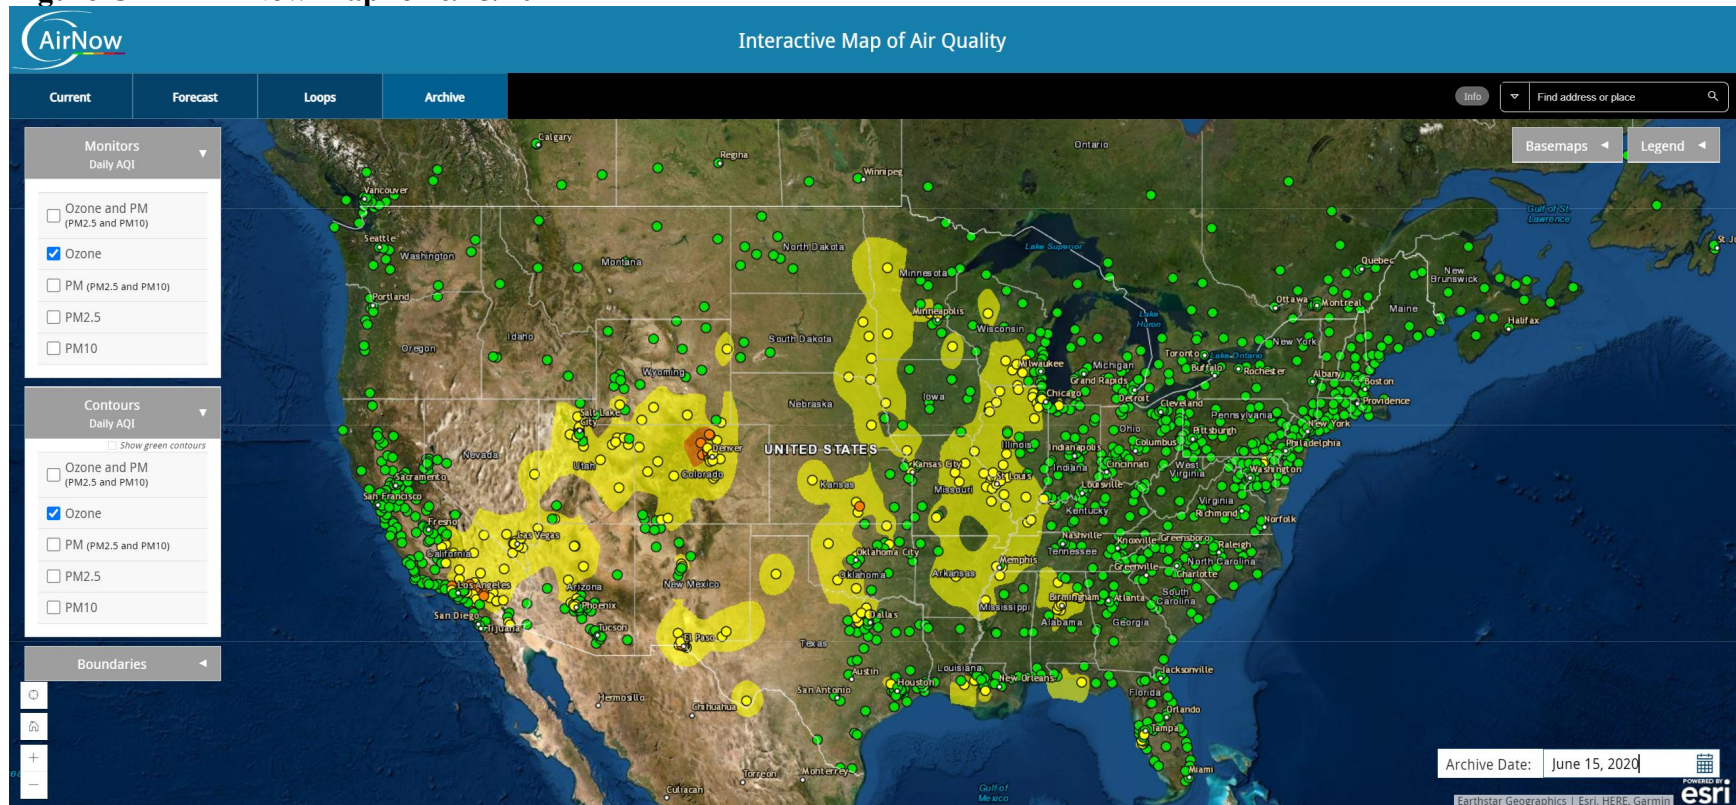 AirNow
Interactive Map of Air Quality
Current
Forecast
Loops
Archive
Info
Find address or place
Monitors
Daily AQI
Ozone and PM
(PM2.5 and PM10)
Ozone
PM (PM2.5 and PM10)
PM2.5
PM10
Contours
Daily AQI
Show green contours
Ozone and PM
(PM2.5 and PM10)
Ozone
PM (PM2.5 and PM10)
PM2.5
PM10
Boundaries
Basemaps
Legend
Calgary
Regina
Winnipeg
Ontario
Vancouver
Gulf of St.
Lawrence
St. Jo
Seattle
Washington
Montana
North Dakota
Minnesota
Lake Superior
Quebec
New
Brunswick
Portland
Minneapolis
Ottawa
Montreal
Maine
Halifax
Oregon
Idaho
South Dakota
Wisconsin
Lake
Huron
Toronto
Lake Ontario
New York
Wyoming
Milwaukee
Michigan
Grand Rapids
Buffalo
Rochester
Albany
Boston
Nebraska
Iowa
Chicago
Detroit
Cleveland
Providence
Salt Lake
City
Pennsylvania
New York
Nevada
Utah
Denver
Colorado
UNITED STATES
Illinois
Indianapolis
Ohio
Columbus
Pittsburgh
Philadelphia
Sacramento
San Francisco
Kansas
Kansas City
Missouri
St Louis
Indiana
Cincinnati
West
Virginia
Washington
Louisville
Kentucky
Virginia
Richmond
Norfolk
Fresno
California
Las Vegas
Oklahoma City
Oklahoma
Arkansas
Memphis
Nashville
Tennessee
Knoxville
Greensboro
Raleigh
Greenville
North Carolina
Charlotte
Los Angeles
Arizona
Phoenix
New Mexico
San Diego
Tijuana
Tucson
El Paso
Dallas
Texas
Mississippi
Birmingham
Alabama
Atlanta
Georgia
South
Carolina
Austin
San Antonio
Houston
Louisiana
New Orleans
Jacksonville
Florida
Orlando
Tampa
Miami
Hermosillo
Chihuahua
Torreon
Monterrey
Culiacan
Gulf of
Mexico
Archive Date: June 15, 2020
Earthstar Geographics | Esri, HERE, Garmin
POWERED BY
esri